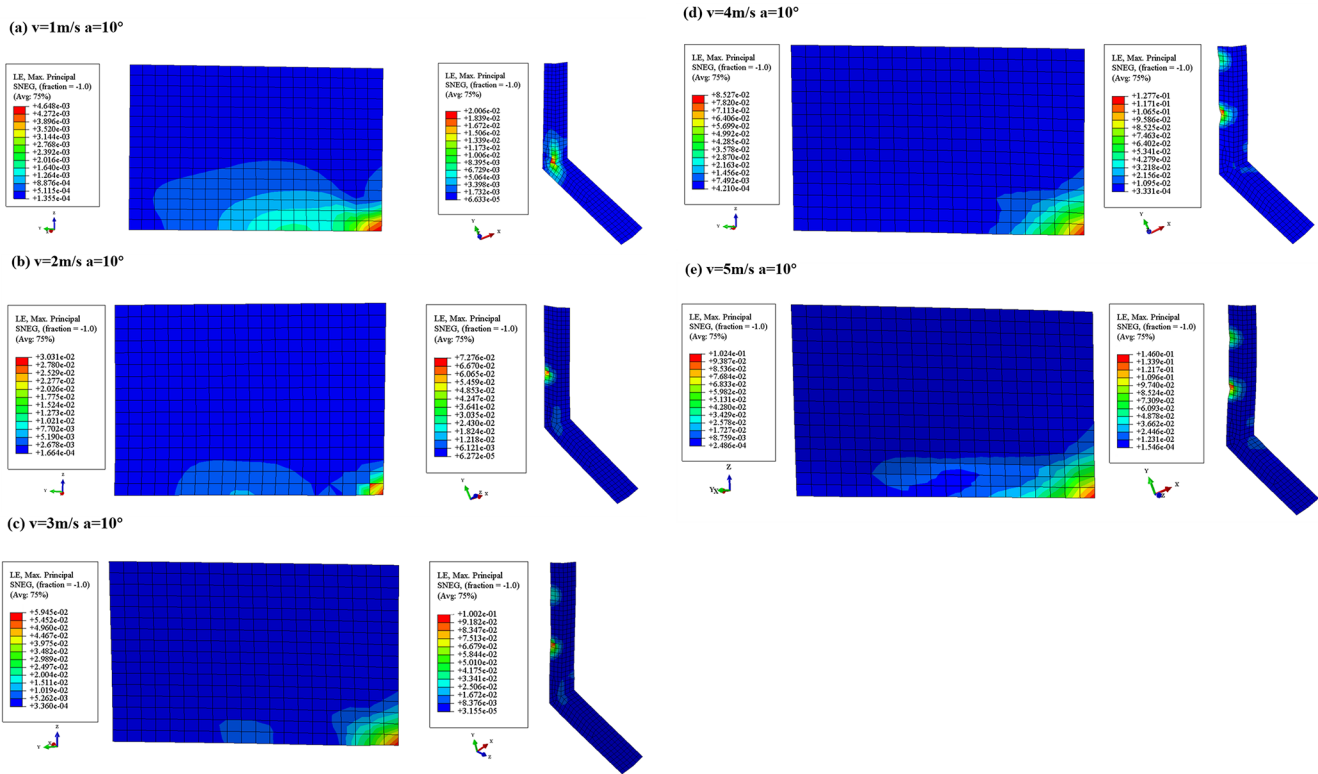 (a) v=1m/s a=10°
LE, Max. Principal
SNEG, (fraction = -1.0)
(Avg: 75%)
+4.648e-03
+4.272e-03
+3.896e-03
+3.520e-03
+3.144e-03
+2.768e-03
+2.392e-03
+2.016e-03
+1.640e-03
+1.264e-03
+8.876e-04
+5.115e-04
+1.355e-04
LE, Max. Principal
SNEG, (fraction = -1.0)
(Avg: 75%)
+2.006e-02
+1.839e-02
+1.672e-02
+1.506e-02
+1.339e-02
+1.173e-02
+1.006e-02
+8.395e-03
+6.729e-03
+5.064e-03
+3.398e-03
+1.732e-03
+6.633e-05
Y
X
(b) v=2m/s a=10°
LE, Max. Principal
SNEG, (fraction = -1.0)
(Avg: 75%)
+3.031e-02
+2.780e-02
+2.529e-02
+2.277e-02
+2.026e-02
+1.775e-02
+1.524e-02
+1.273e-02
+1.021e-02
+7.702e-03
+5.190e-03
+2.678e-03
+1.664e-04
LE, Max. Principal
SNEG, (fraction = -1.0)
(Avg: 75%)
+7.276e-02
+6.670e-02
+6.065e-02
+5.459e-02
+4.853e-02
+4.247e-02
+3.641e-02
+3.035e-02
+2.430e-02
+1.824e-02
+1.218e-02
+6.121e-03
+6.272e-05
Y
Z X
(c) v=3m/s a=10°
LE, Max. Principal
SNEG, (fraction = -1.0)
(Avg: 75%)
+5.945e-02
+5.452e-02
+4.960e-02
+4.467e-02
+3.975e-02
+3.482e-02
+2.989e-02
+2.497e-02
+2.004e-02
+1.511e-02
+1.019e-02
+5.262e-03
+3.360e-04
Z
Y X
LE, Max. Principal
SNEG, (fraction = -1.0)
(Avg: 75%)
+1.002e-01
+9.182e-02
+8.347e-02
+7.513e-02
+6.679e-02
+5.844e-02
+5.010e-02
+4.175e-02
+3.341e-02
+2.506e-02
+1.672e-02
+8.376e-03
+3.155e-05
Y X
Z
(d) v=4m/s a=10°
LE, Max. Principal
SNEG, (fraction = -1.0)
(Avg: 75%)
+8.527e-02
+7.820e-02
+7.113e-02
+6.406e-02
+5.699e-02
+4.992e-02
+4.285e-02
+3.578e-02
+2.870e-02
+2.163e-02
+1.456e-02
+7.492e-03
+4.210e-04
Z
Y
LE, Max. Principal
SNEG, (fraction = -1.0)
(Avg: 75%)
+1.277e-01
+1.171e-01
+1.065e-01
+9.586e-02
+8.525e-02
+7.463e-02
+6.402e-02
+5.341e-02
+4.279e-02
+3.218e-02
+2.156e-02
+1.095e-02
+3.331e-04
Y
X
(e) v=5m/s a=10°
LE, Max. Principal
SNEG, (fraction = -1.0)
(Avg: 75%)
+1.024e-01
+9.387e-02
+8.536e-02
+7.684e-02
+6.833e-02
+5.982e-02
+5.131e-02
+4.280e-02
+3.429e-02
+2.578e-02
+1.727e-02
+8.759e-03
+2.486e-04
Z
Y X
LE, Max. Principal
SNEG, (fraction = -1.0)
(Avg: 75%)
+1.460e-01
+1.339e-01
+1.217e-01
+1.096e-01
+9.740e-02
+8.524e-02
+7.309e-02
+6.093e-02
+4.878e-02
+3.662e-02
+2.446e-02
+1.231e-02
+1.546e-04
Y
X
Z